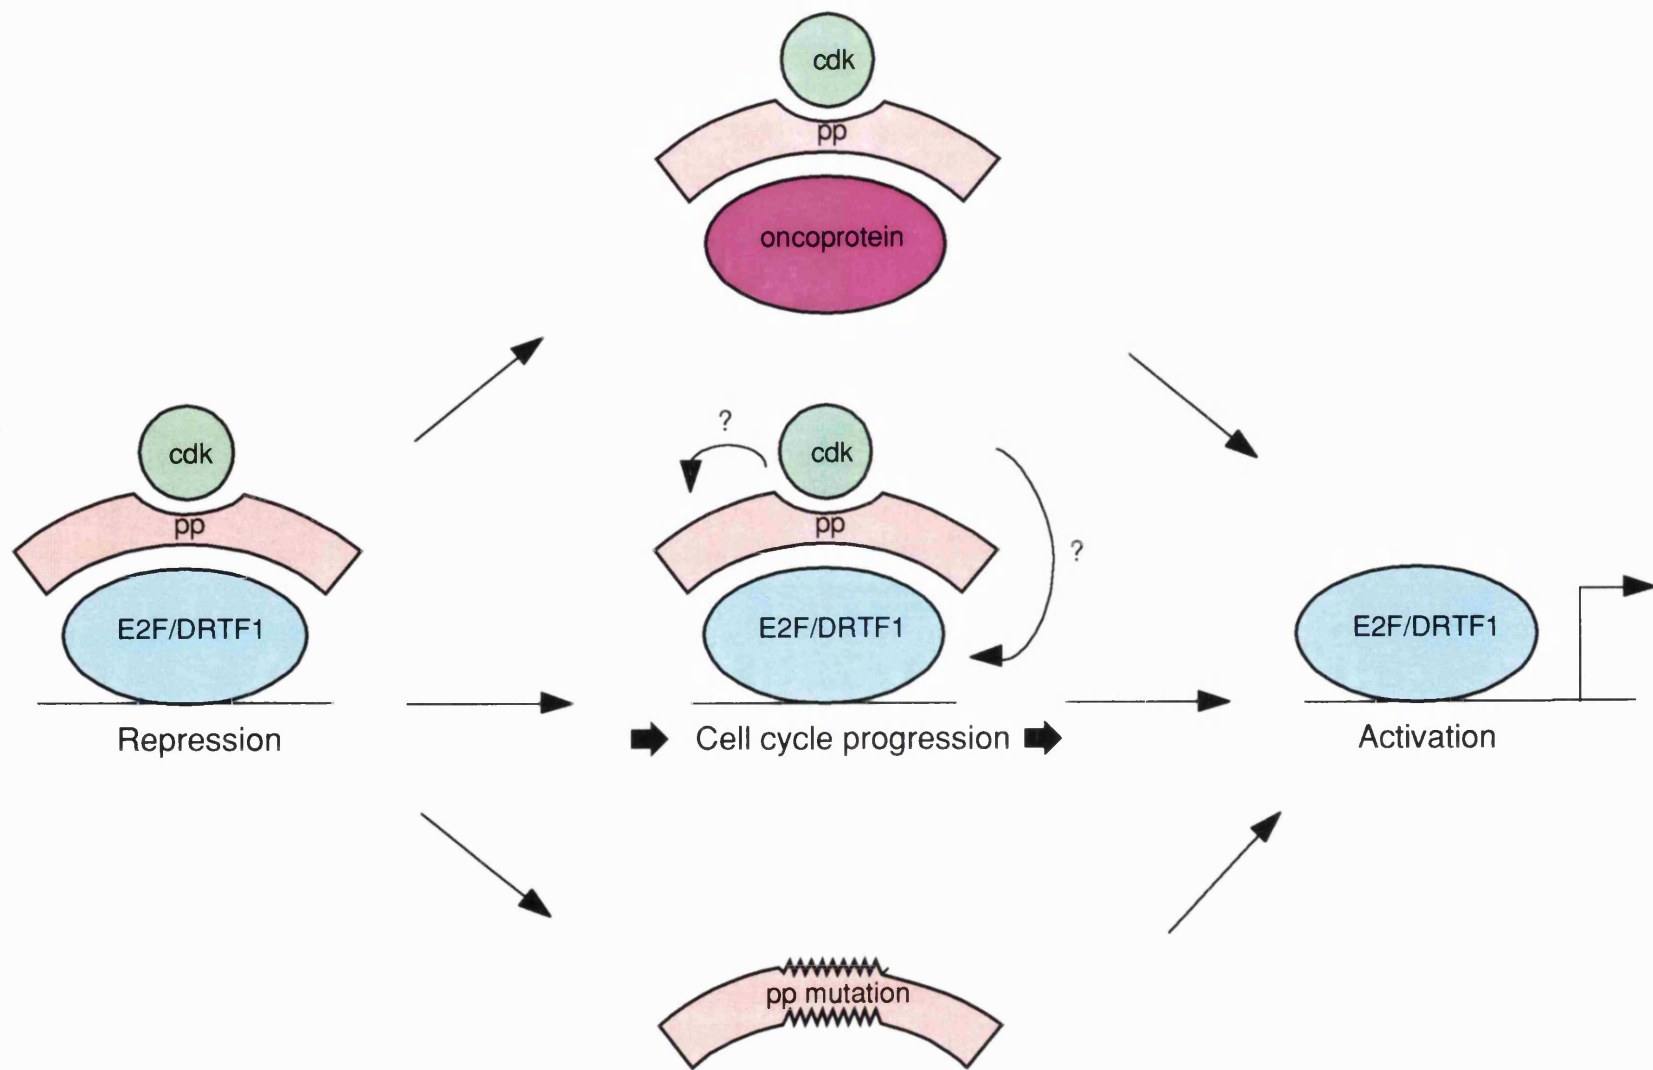 cdk
pp
oncoprotein
cdk
pp
E2F/DRTF1
Repression
?
cdk
pp
?
E2F/DRTF1
Cell cycle progression
E2F/DRTF1
Activation
pp mutation